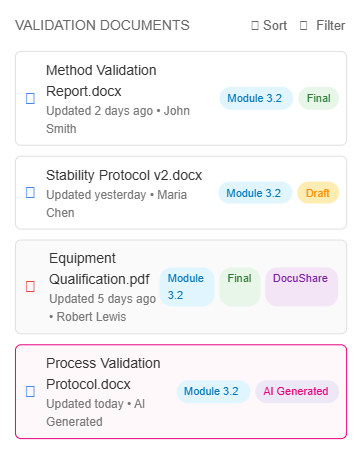 VALIDATION DOCUMENTS Sort Filter
Method Validation
Report.docx
Updated 2 days ago • John
Smith
Module 3.2 Final
Stability Protocol v2.docx
Updated yesterday • Maria
Chen
Module 3.2 Draft
Equipment
Qualification.pdf
Updated 5 days ago
• Robert Lewis
Module
3.2
Final
DocuShare
Process Validation
Protocol.docx
Updated today • AI
Generated
Module 3.2 AI Generated